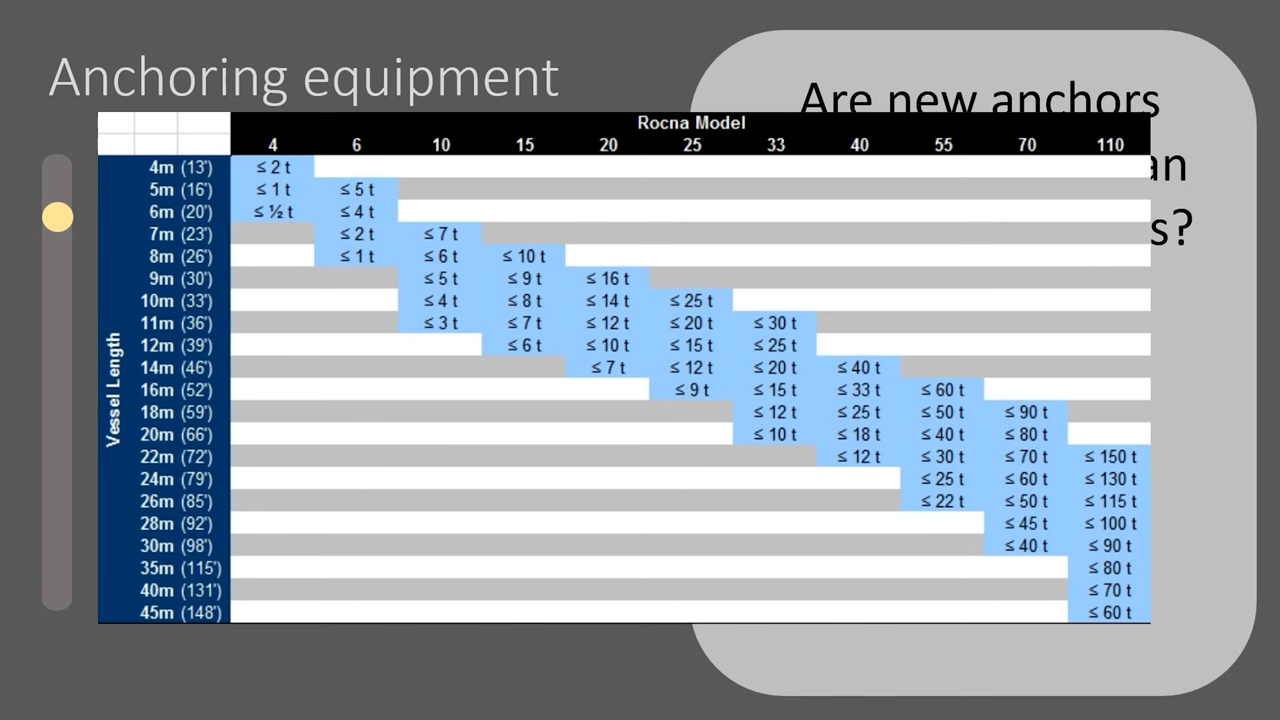 Anchoring equipment
Are new anchors
an
s?
Rocna Model
4 6 10 15 20 25 33 40 55 70 110
Vessel Length
4m (13') ≤ 2 t
5m (16') ≤ 1 t ≤ 5 t
6m (20') ≤ ½ t ≤ 4 t
7m (23') ≤ 2 t ≤ 7 t
8m (26') ≤ 1 t ≤ 6 t ≤ 10 t
9m (30') ≤ 5 t ≤ 9 t ≤ 16 t
10m (33') ≤ 4 t ≤ 8 t ≤ 14 t ≤ 25 t
11m (36') ≤ 3 t ≤ 7 t ≤ 12 t ≤ 20 t ≤ 30 t
12m (39') ≤ 6 t ≤ 10 t ≤ 15 t ≤ 25 t
14m (46') ≤ 7 t ≤ 12 t ≤ 20 t ≤ 40 t
16m (52') ≤ 9 t ≤ 15 t ≤ 33 t ≤ 60 t
18m (59') ≤ 12 t ≤ 25 t ≤ 50 t ≤ 90 t
20m (66') ≤ 10 t ≤ 18 t ≤ 40 t ≤ 80 t
22m (72') ≤ 12 t ≤ 30 t ≤ 70 t ≤ 150 t
24m (79') ≤ 25 t ≤ 60 t ≤ 130 t
26m (85') ≤ 22 t ≤ 50 t ≤ 115 t
28m (92') ≤ 45 t ≤ 100 t
30m (98') ≤ 40 t ≤ 90 t
35m (115') ≤ 80 t
40m (131') ≤ 70 t
45m (148') ≤ 60 t